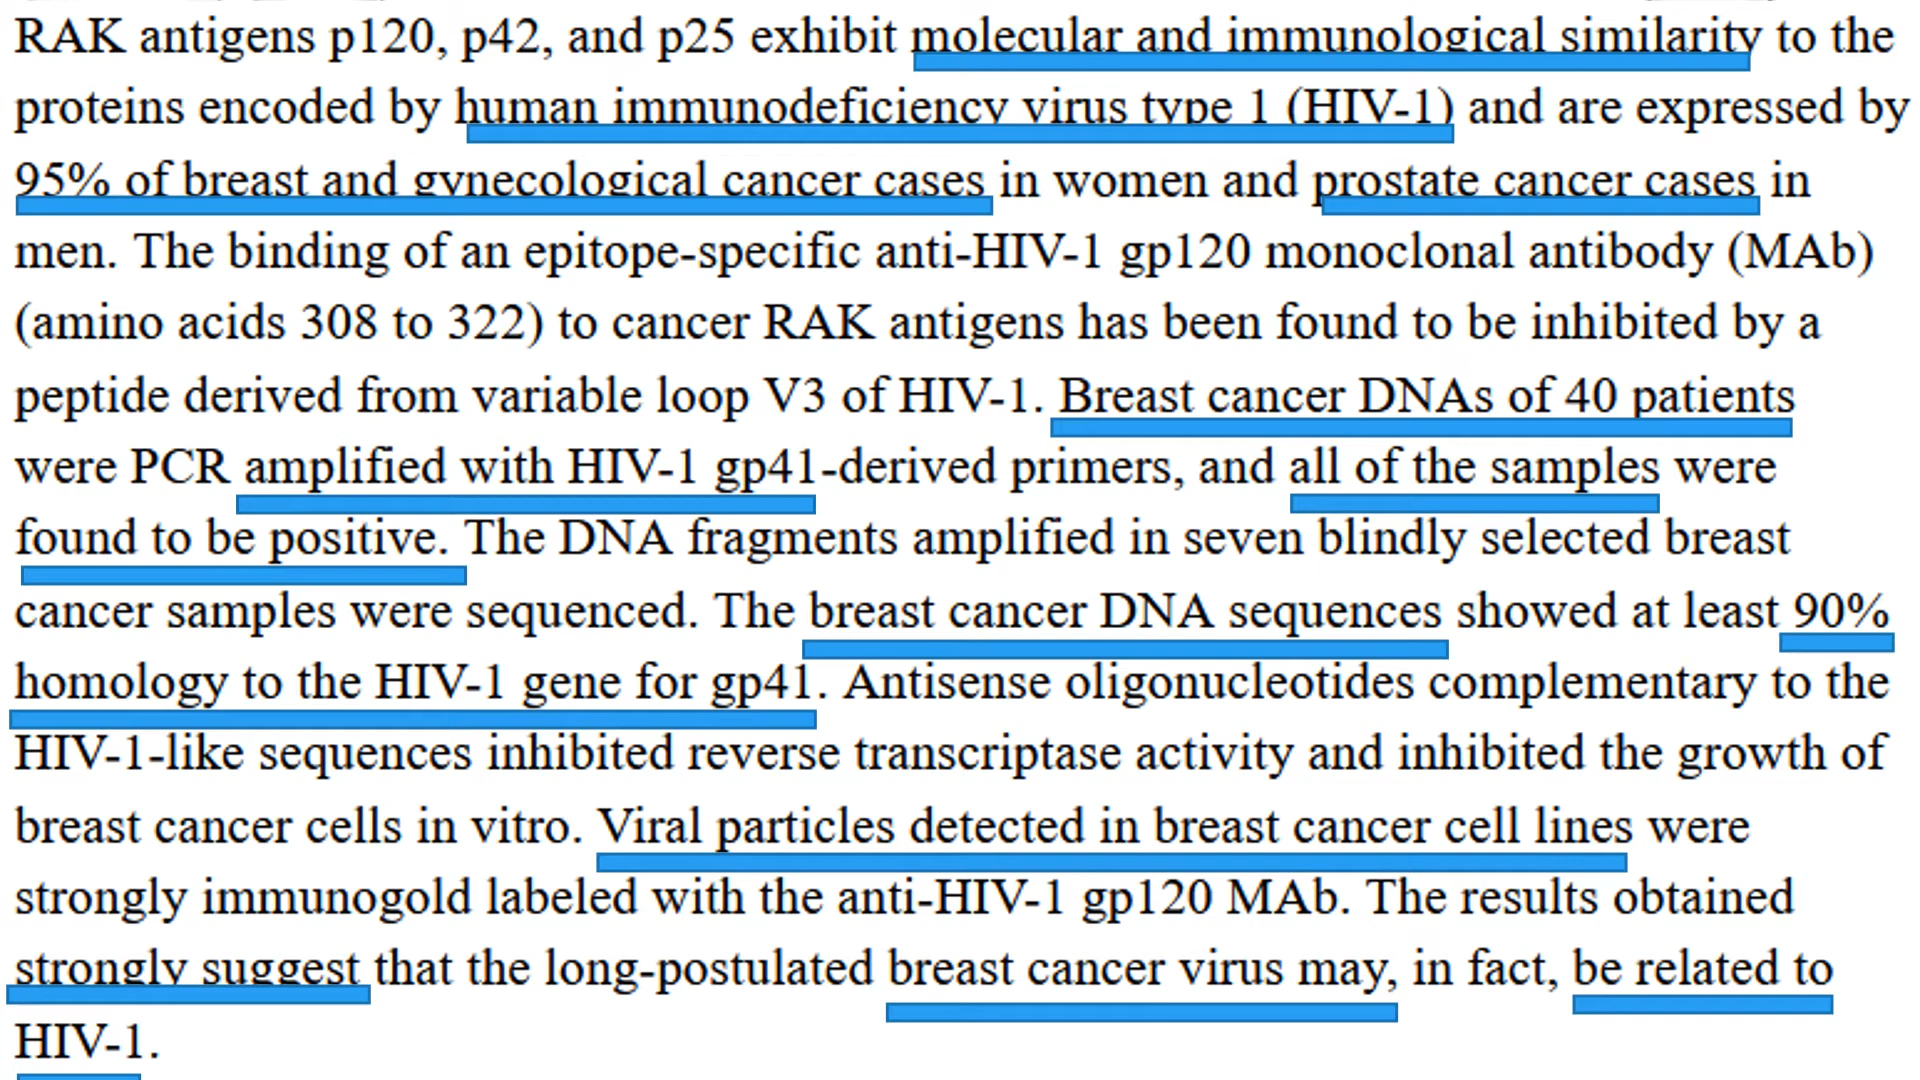 RAK antigens p120, p42, and p25 exhibit molecular and immunological similarity to the
proteins encoded by human immunodeficiency virus type 1 (HIV-1) and are expressed by
95% of breast and gynecological cancer cases in women and prostate cancer cases in
men. The binding of an epitope-specific anti-HIV-1 gp120 monoclonal antibody (MAb)
(amino acids 308 to 322) to cancer RAK antigens has been found to be inhibited by a
peptide derived from variable loop V3 of HIV-1. Breast cancer DNAs of 40 patients
were PCR amplified with HIV-1 gp41-derived primers, and all of the samples were
found to be positive. The DNA fragments amplified in seven blindly selected breast
cancer samples were sequenced. The breast cancer DNA sequences showed at least 90%
homology to the HIV-1 gene for gp41. Antisense oligonucleotides complementary to the
HIV-1-like sequences inhibited reverse transcriptase activity and inhibited the growth of
breast cancer cells in vitro. Viral particles detected in breast cancer cell lines were
strongly immunogold labeled with the anti-HIV-1 gp120 MAb. The results obtained
strongly suggest that the long-postulated breast cancer virus may, in fact, be related to
HIV-1.